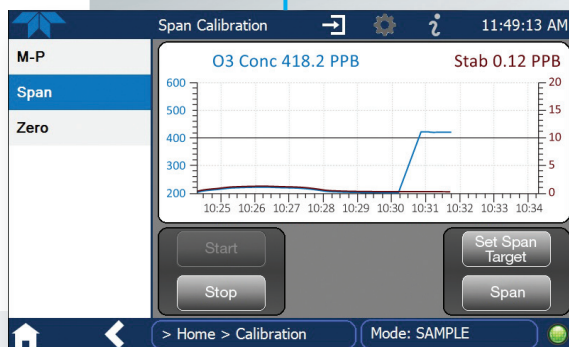 Span Calibration
11:49:13 AM
M-P
Span
Zero
O3 Conc 418.2 PPB
Stab 0.12 PPB
600
500
400
300
200
20
15
10
5
0
10:25 10:26 10:27 10:28 10:29 10:30 10:31 10:32 10:33 10:34
Start
Stop
Set Span
Target
Span
> Home > Calibration
Mode: SAMPLE